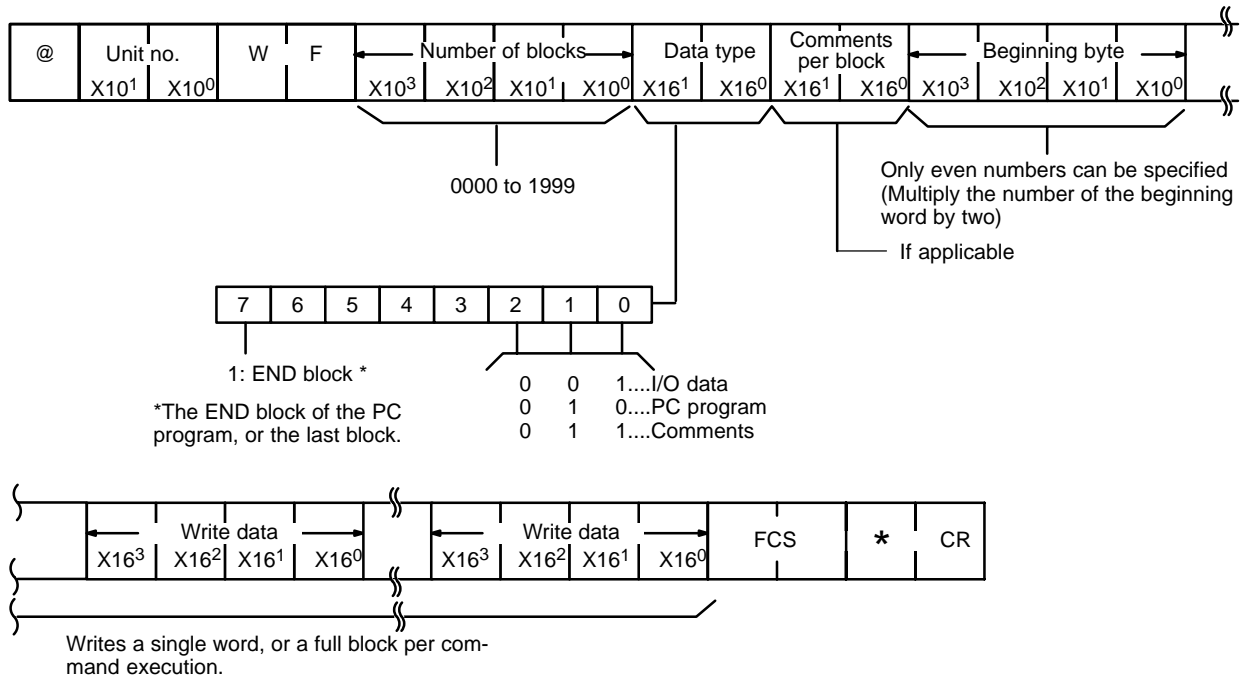 @ Unit no. W F Number of blocks Data type Comments per block Beginning byte
X10¹ X10⁰ X10³ X10² X10¹ X10⁰ X16¹ X16⁰ X16¹ X16⁰ X10³ X10² X10¹ X10⁰
0000 to 1999
Only even numbers can be specified
(Multiply the number of the beginning
word by two)
If applicable
7 6 5 4 3 2 1 0
1: END block *
*The END block of the PC
program, or the last block.
0 0 1....I/O data
0 1 0....PC program
0 1 1....Comments
Write data Write data FCS * CR
X16³ X16² X16¹ X16⁰ X16³ X16² X16¹ X16⁰
Writes a single word, or a full block per com-
mand execution.